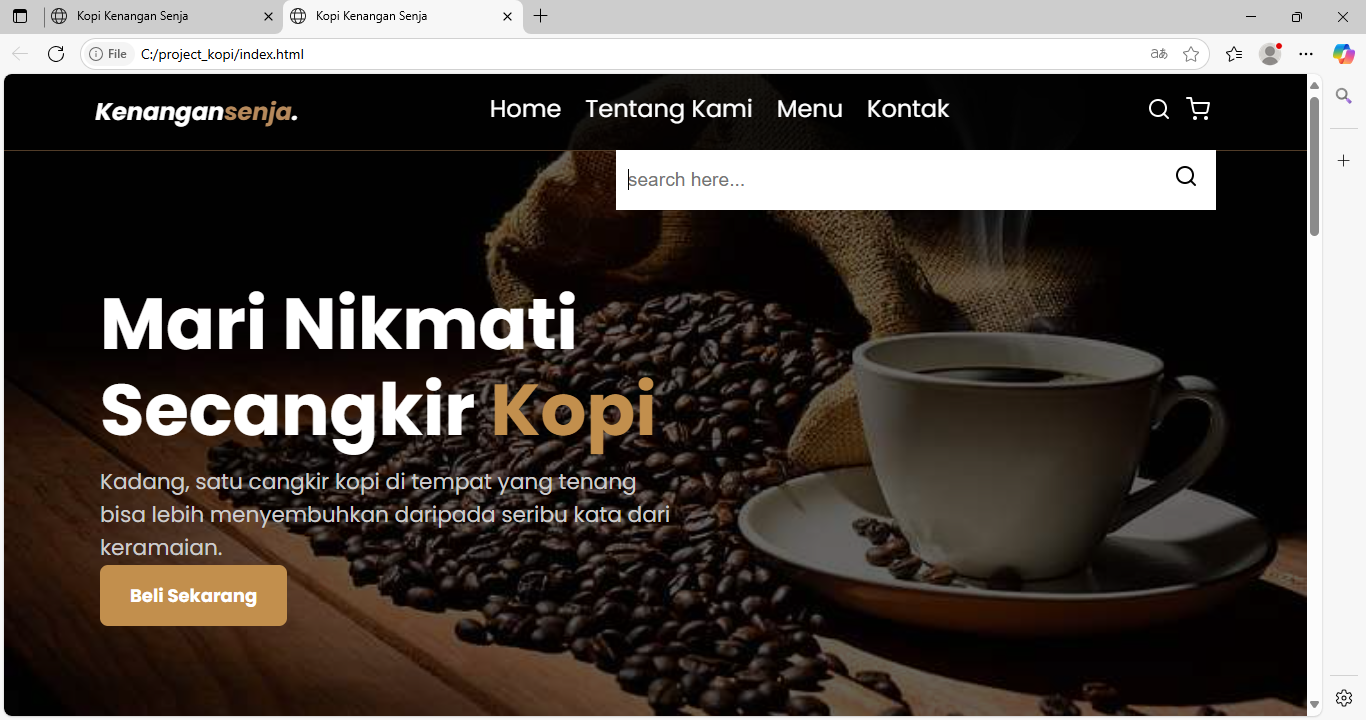 Kopi Kenangan Senja
Kopi Kenangan Senja
File C:/project_kopi/index.html aあ
Kenangansenja. Home Tentang Kami Menu Kontak
search here...
Mari Nikmati
Secangkir Kopi
Kadang, satu cangkir kopi di tempat yang tenang
bisa lebih menyembuhkan daripada seribu kata dari
keramaian.
Beli Sekarang